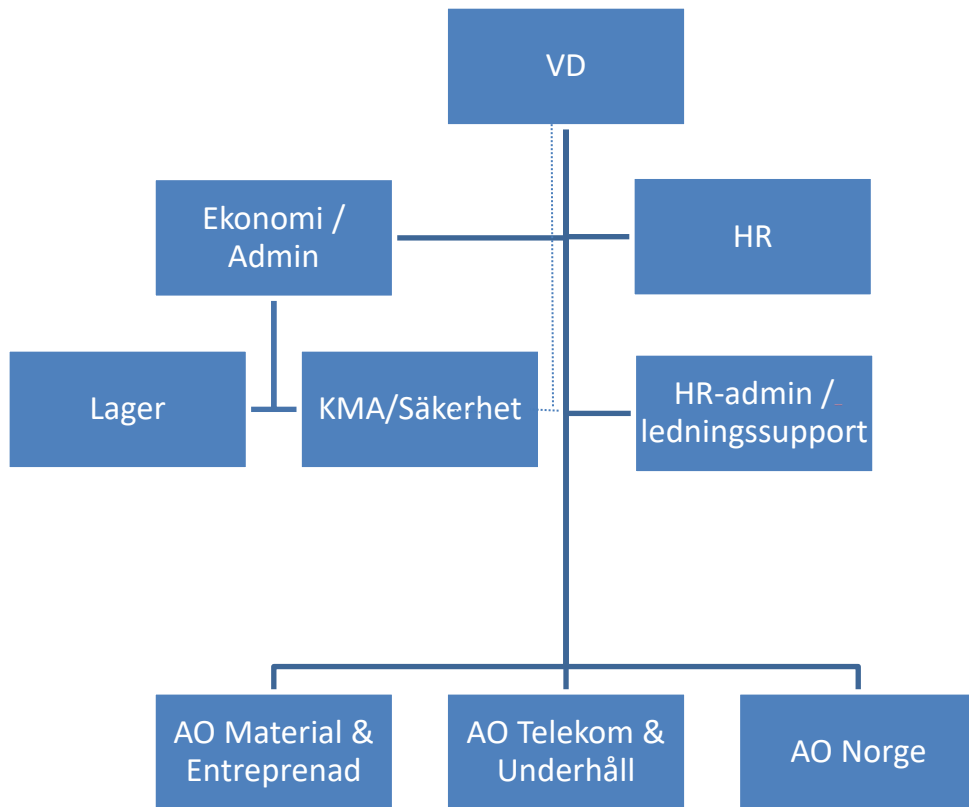 VD
Ekonomi /
Admin
HR
Lager
KMA/Säkerhet
HR-admin /
ledningssupport
AO Material &
Entreprenad
AO Telekom &
Underhåll
AO Norge